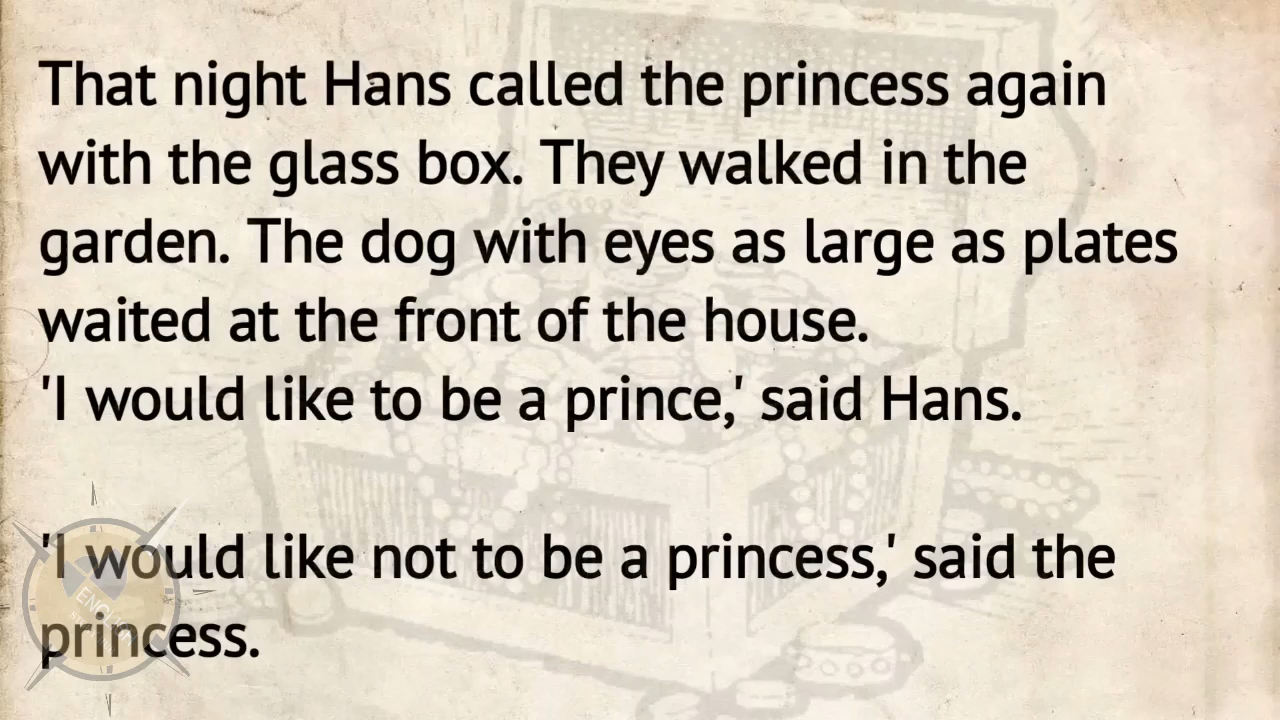 That night Hans called the princess again
with the glass box. They walked in the
garden. The dog with eyes as large as plates
waited at the front of the house.
'I would like to be a prince,' said Hans.
'I would like not to be a princess,' said the
princess.